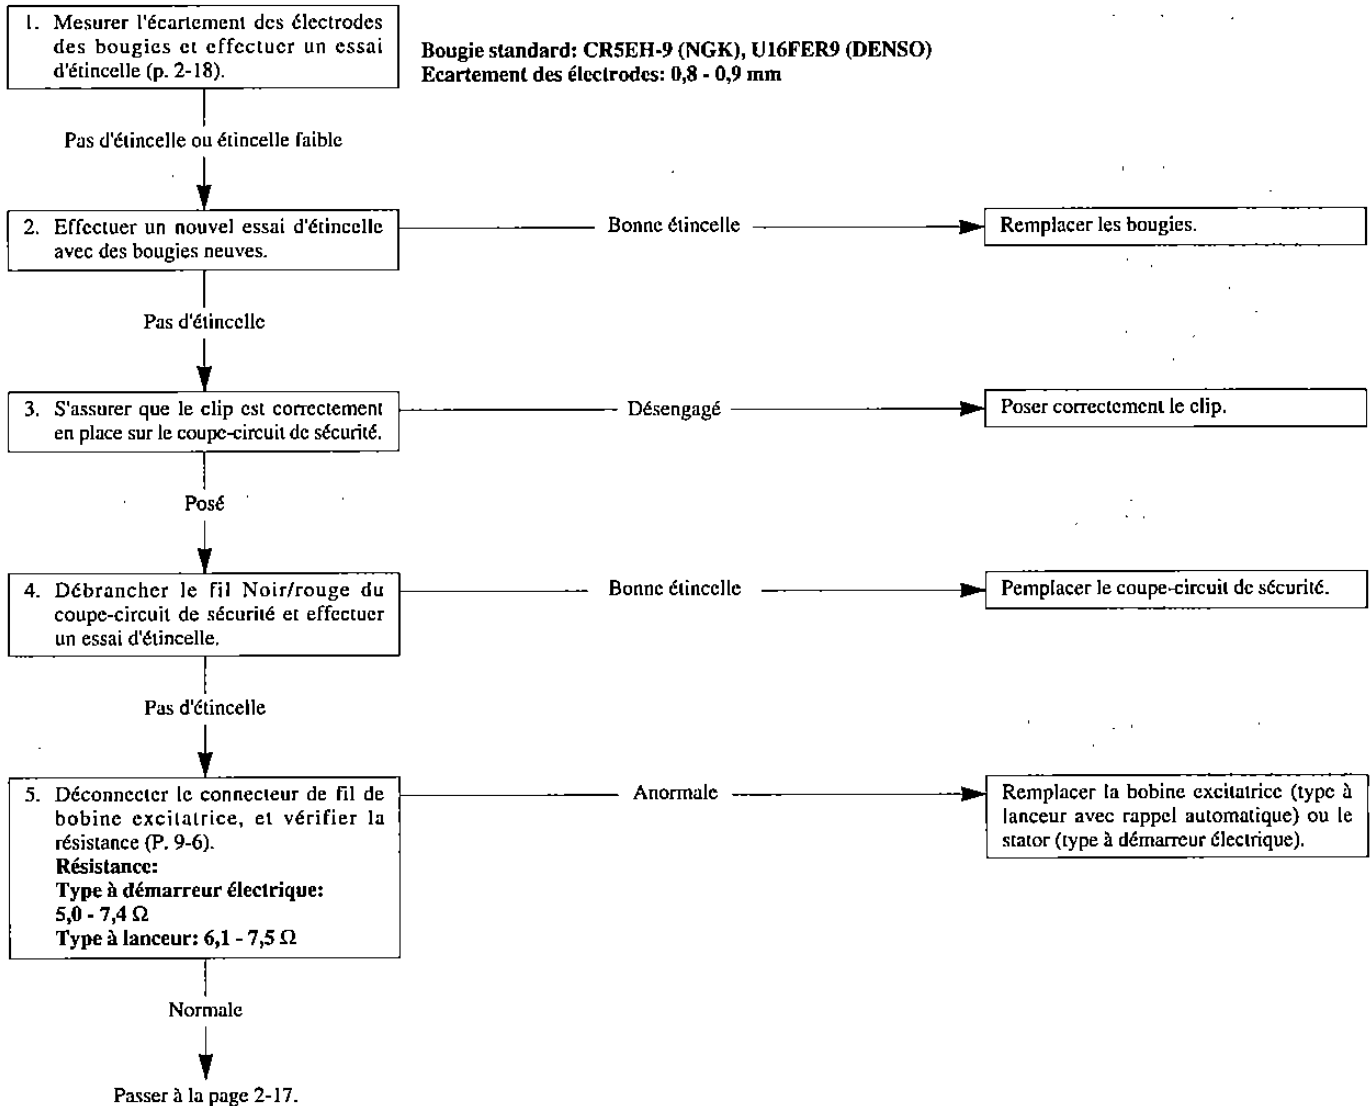 1. Mesurer l'écartement des électrodes
des bougies et effectuer un essai
d'étincelle (p. 2-18).
Bougie standard: CR5EH-9 (NGK), U16FER9 (DENSO)
Ecartement des électrodes: 0,8 - 0,9 mm
Pas d'étincelle ou étincelle faible
2. Effectuer un nouvel essai d'étincelle
avec des bougies neuves.
Bonne étincelle
Remplacer les bougies.
Pas d'étincelle
3. S'assurer que le clip est correctement
en place sur le coupe-circuit de sécurité.
Désengagé
Poser correctement le clip.
Posé
4. Débrancher le fil Noir/rouge du
coupe-circuit de sécurité et effectuer
un essai d'étincelle.
Bonne étincelle
Pemplacer le coupe-circuit de sécurité.
Pas d'étincelle
5. Déconnecter le connecteur de fil de
bobine excitatrice, et vérifier la
résistance (P. 9-6).
Résistance:
Type à démarreur électrique:
5,0 - 7,4 Ω
Type à lanceur: 6,1 - 7,5 Ω
Anormale
Remplacer la bobine excitatrice (type à
lanceur avec rappel automatique) ou le
stator (type à démarreur électrique).
Normale
Passer à la page 2-17.